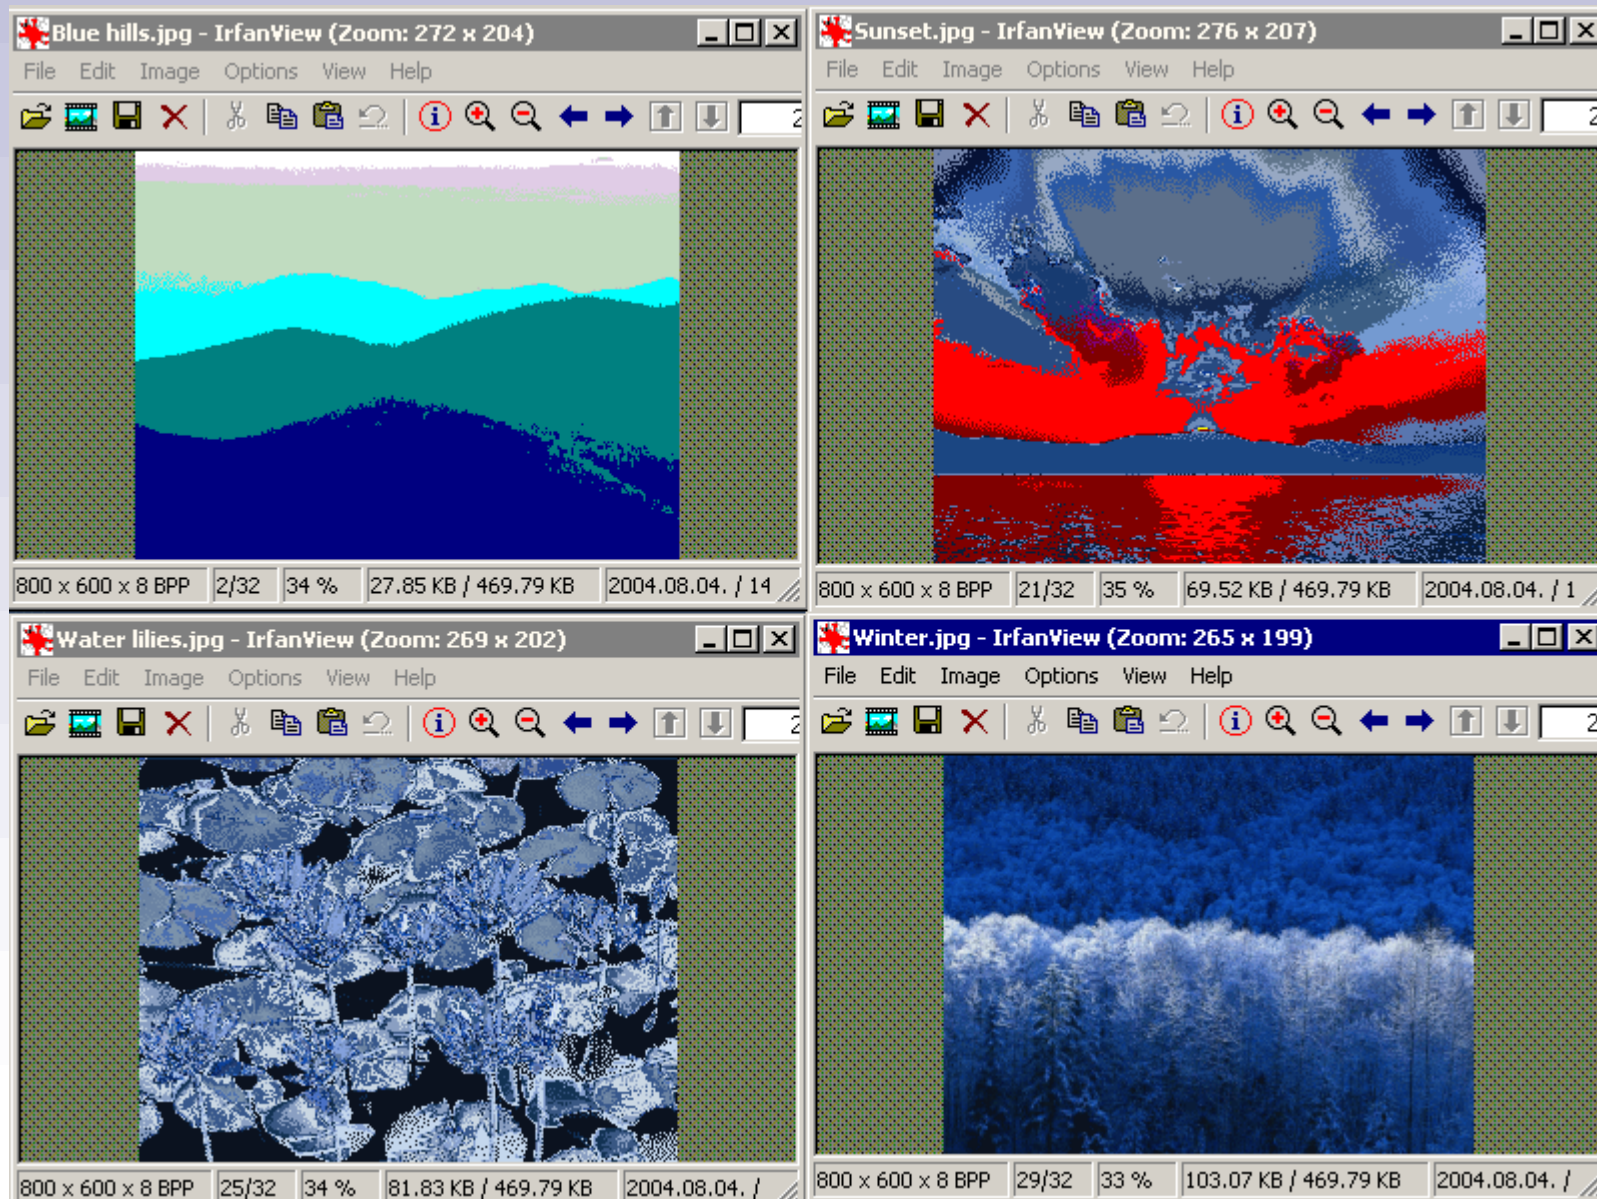 Blue hills.jpg - IrfanView (Zoom: 272 x 204)
File Edit Image Options View Help
2
800 x 600 x 8 BPP 2/32 34 % 27.85 KB / 469.79 KB 2004.08.04. / 14
Sunset.jpg - IrfanView (Zoom: 276 x 207)
File Edit Image Options View Help
2
800 x 600 x 8 BPP 21/32 35 % 69.52 KB / 469.79 KB 2004.08.04. / 1
Water lilies.jpg - IrfanView (Zoom: 269 x 202)
File Edit Image Options View Help
2
800 x 600 x 8 BPP 25/32 34 % 81.83 KB / 469.79 KB 2004.08.04. /
Winter.jpg - IrfanView (Zoom: 265 x 199)
File Edit Image Options View Help
2
800 x 600 x 8 BPP 29/32 33 % 103.07 KB / 469.79 KB 2004.08.04. /